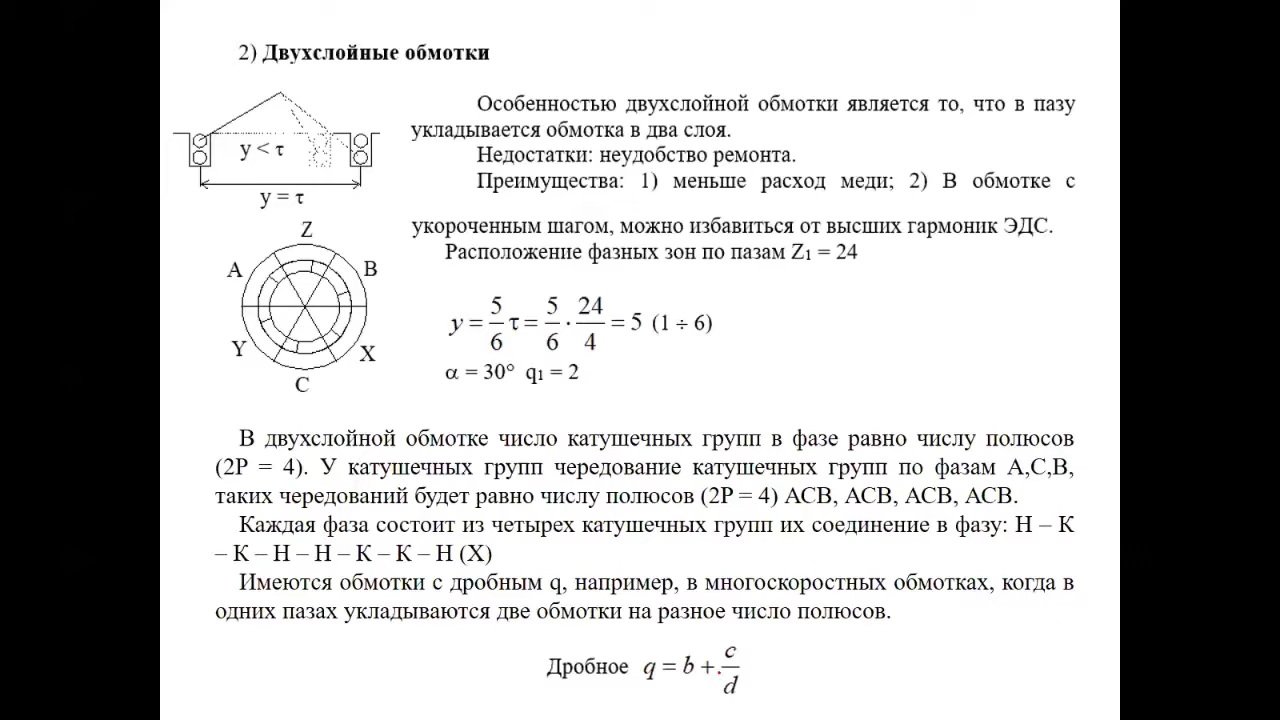 2) Двухслойные обмотки
Особенностью двухслойной обмотки является то, что в пазу
укладывается обмотка в два слоя.
Недостатки: неудобство ремонта.
Преимущества: 1) меньше расход меди; 2) В обмотке с
укороченным шагом, можно избавиться от высших гармоник ЭДС.
y < τ
y = τ
Расположение фазных зон по пазам Z₁ = 24
Z
A
B
Y
X
C
y = 5/6 τ = 5/6 · 24/4 = 5 (1 ÷ 6)
α = 30° q₁ = 2
В двухслойной обмотке число катушечных групп в фазе равно числу полюсов
(2P = 4). У катушечных групп чередование катушечных групп по фазам А,С,В,
таких чередований будет равно числу полюсов (2P = 4) АСВ, АСВ, АСВ, АСВ.
Каждая фаза состоит из четырех катушечных групп их соединение в фазу: Н – К
– К – Н – Н – К – К – Н (Х)
Имеются обмотки с дробным q, например, в многоскоростных обмотках, когда в
одних пазах укладываются две обмотки на разное число полюсов.
Дробное q = b +. c/d